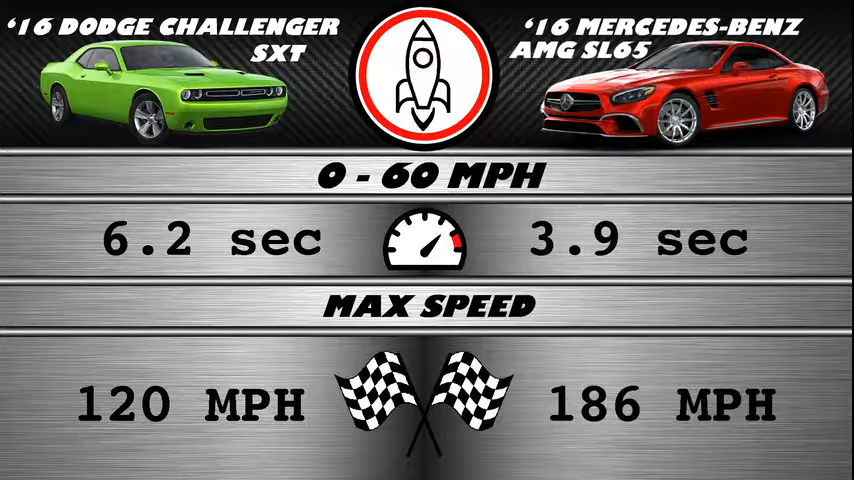 ‘16 DODGE CHALLENGER
SXT
‘16 MERCEDES-BENZ
AMG SL65
0 - 60 MPH
6.2 sec
3.9 sec
MAX SPEED
120 MPH
186 MPH